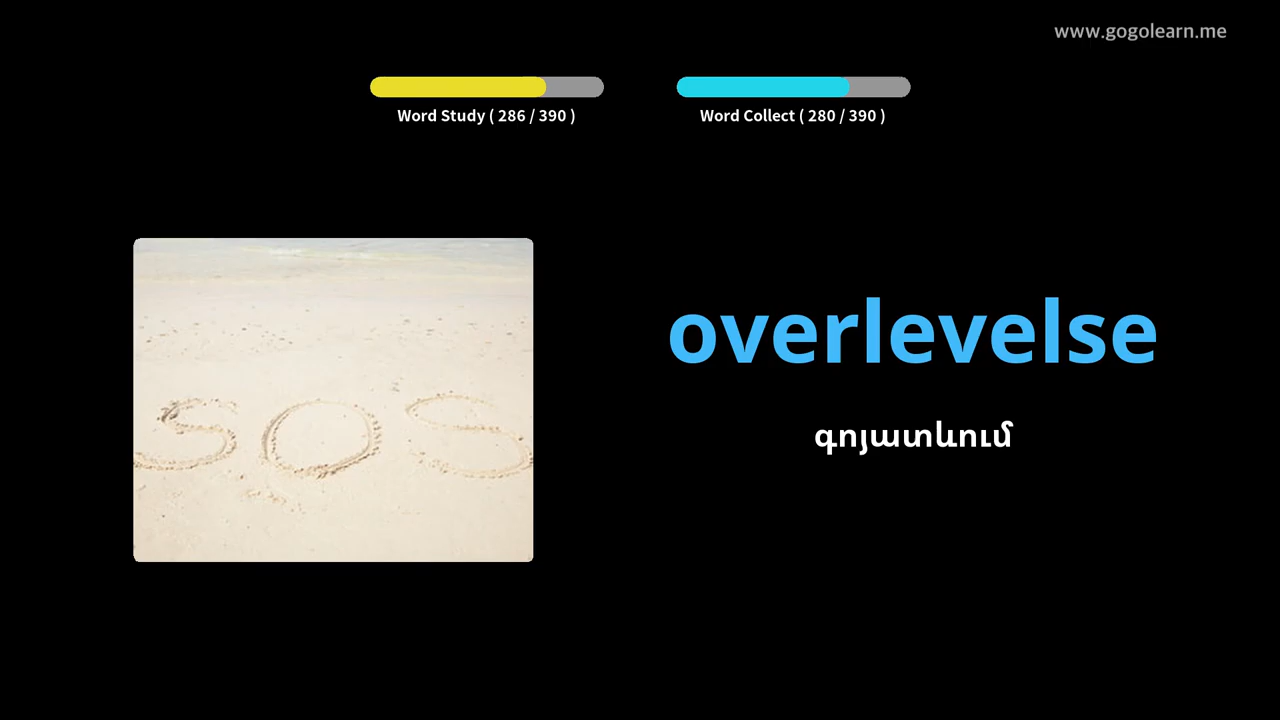 www.gogolearn.me
Word Study ( 286 / 390 )
Word Collect ( 280 / 390 )
SOS
overlevelse
գոյատևում